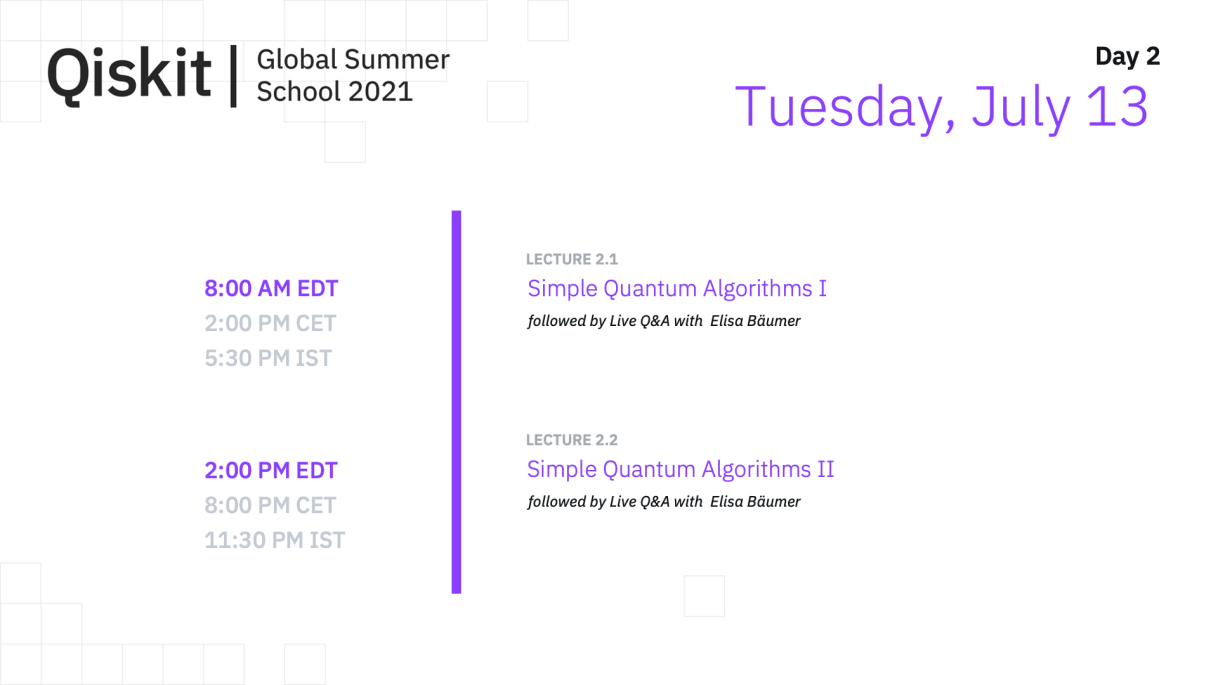 Qiskit
Global Summer
School 2021
Day 2
Tuesday, July 13
8:00 AM EDT
2:00 PM CET
5:30 PM IST
LECTURE 2.1
Simple Quantum Algorithms I
followed by Live Q&A with Elisa Bäumer
2:00 PM EDT
8:00 PM CET
11:30 PM IST
LECTURE 2.2
Simple Quantum Algorithms II
followed by Live Q&A with Elisa Bäumer